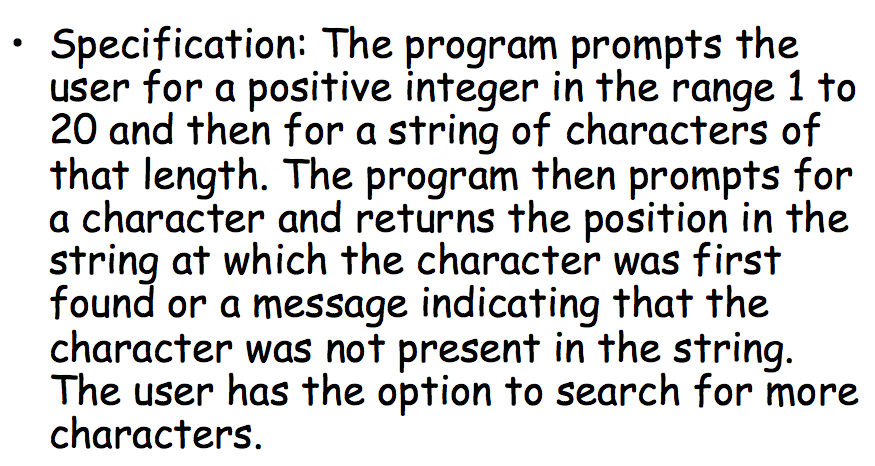 • Specification: The program prompts the
user for a positive integer in the range 1 to
20 and then for a string of characters of
that length. The program then prompts for
a character and returns the position in the
string at which the character was first
found or a message indicating that the
character was not present in the string.
The user has the option to search for more
characters.